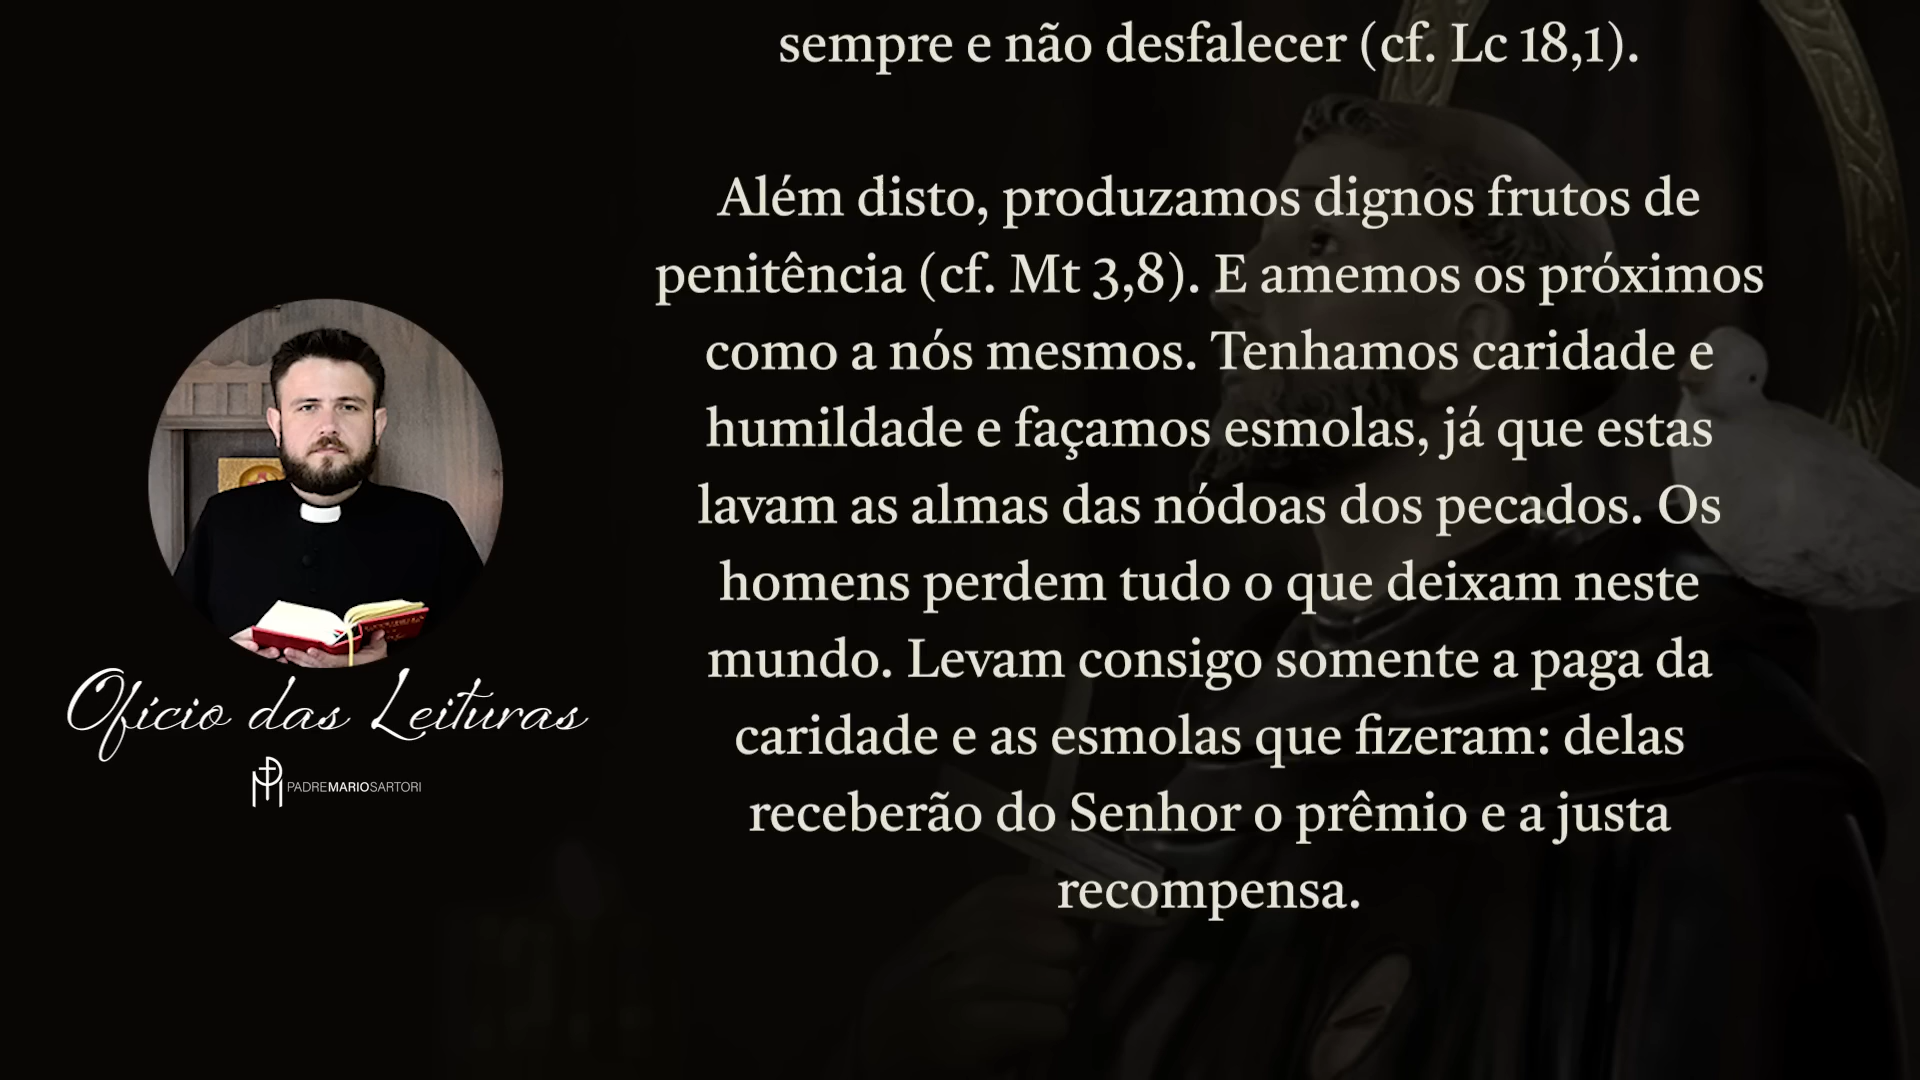 sempre e não desfalecer (cf. Lc 18,1).
Além disto, produzamos dignos frutos de
penitência (cf. Mt 3,8). E amemos os próximos
como a nós mesmos. Tenhamos caridade e
humildade e façamos esmolas, já que estas
lavam as almas das nódoas dos pecados. Os
homens perdem tudo o que deixam neste
mundo. Levam consigo somente a paga da
caridade e as esmolas que fizeram: delas
receberão do Senhor o prêmio e a justa
recompensa.
Ofício das Leituras
PADREMARIOSARTORI